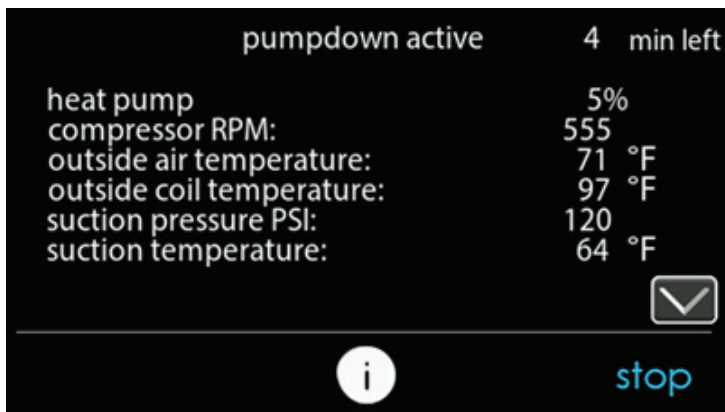 pumpdown active 4 min left
heat pump 5%
compressor RPM: 555
outside air temperature: 71 °F
outside coil temperature: 97 °F
suction pressure PSI: 120
suction temperature: 64 °F
i
stop